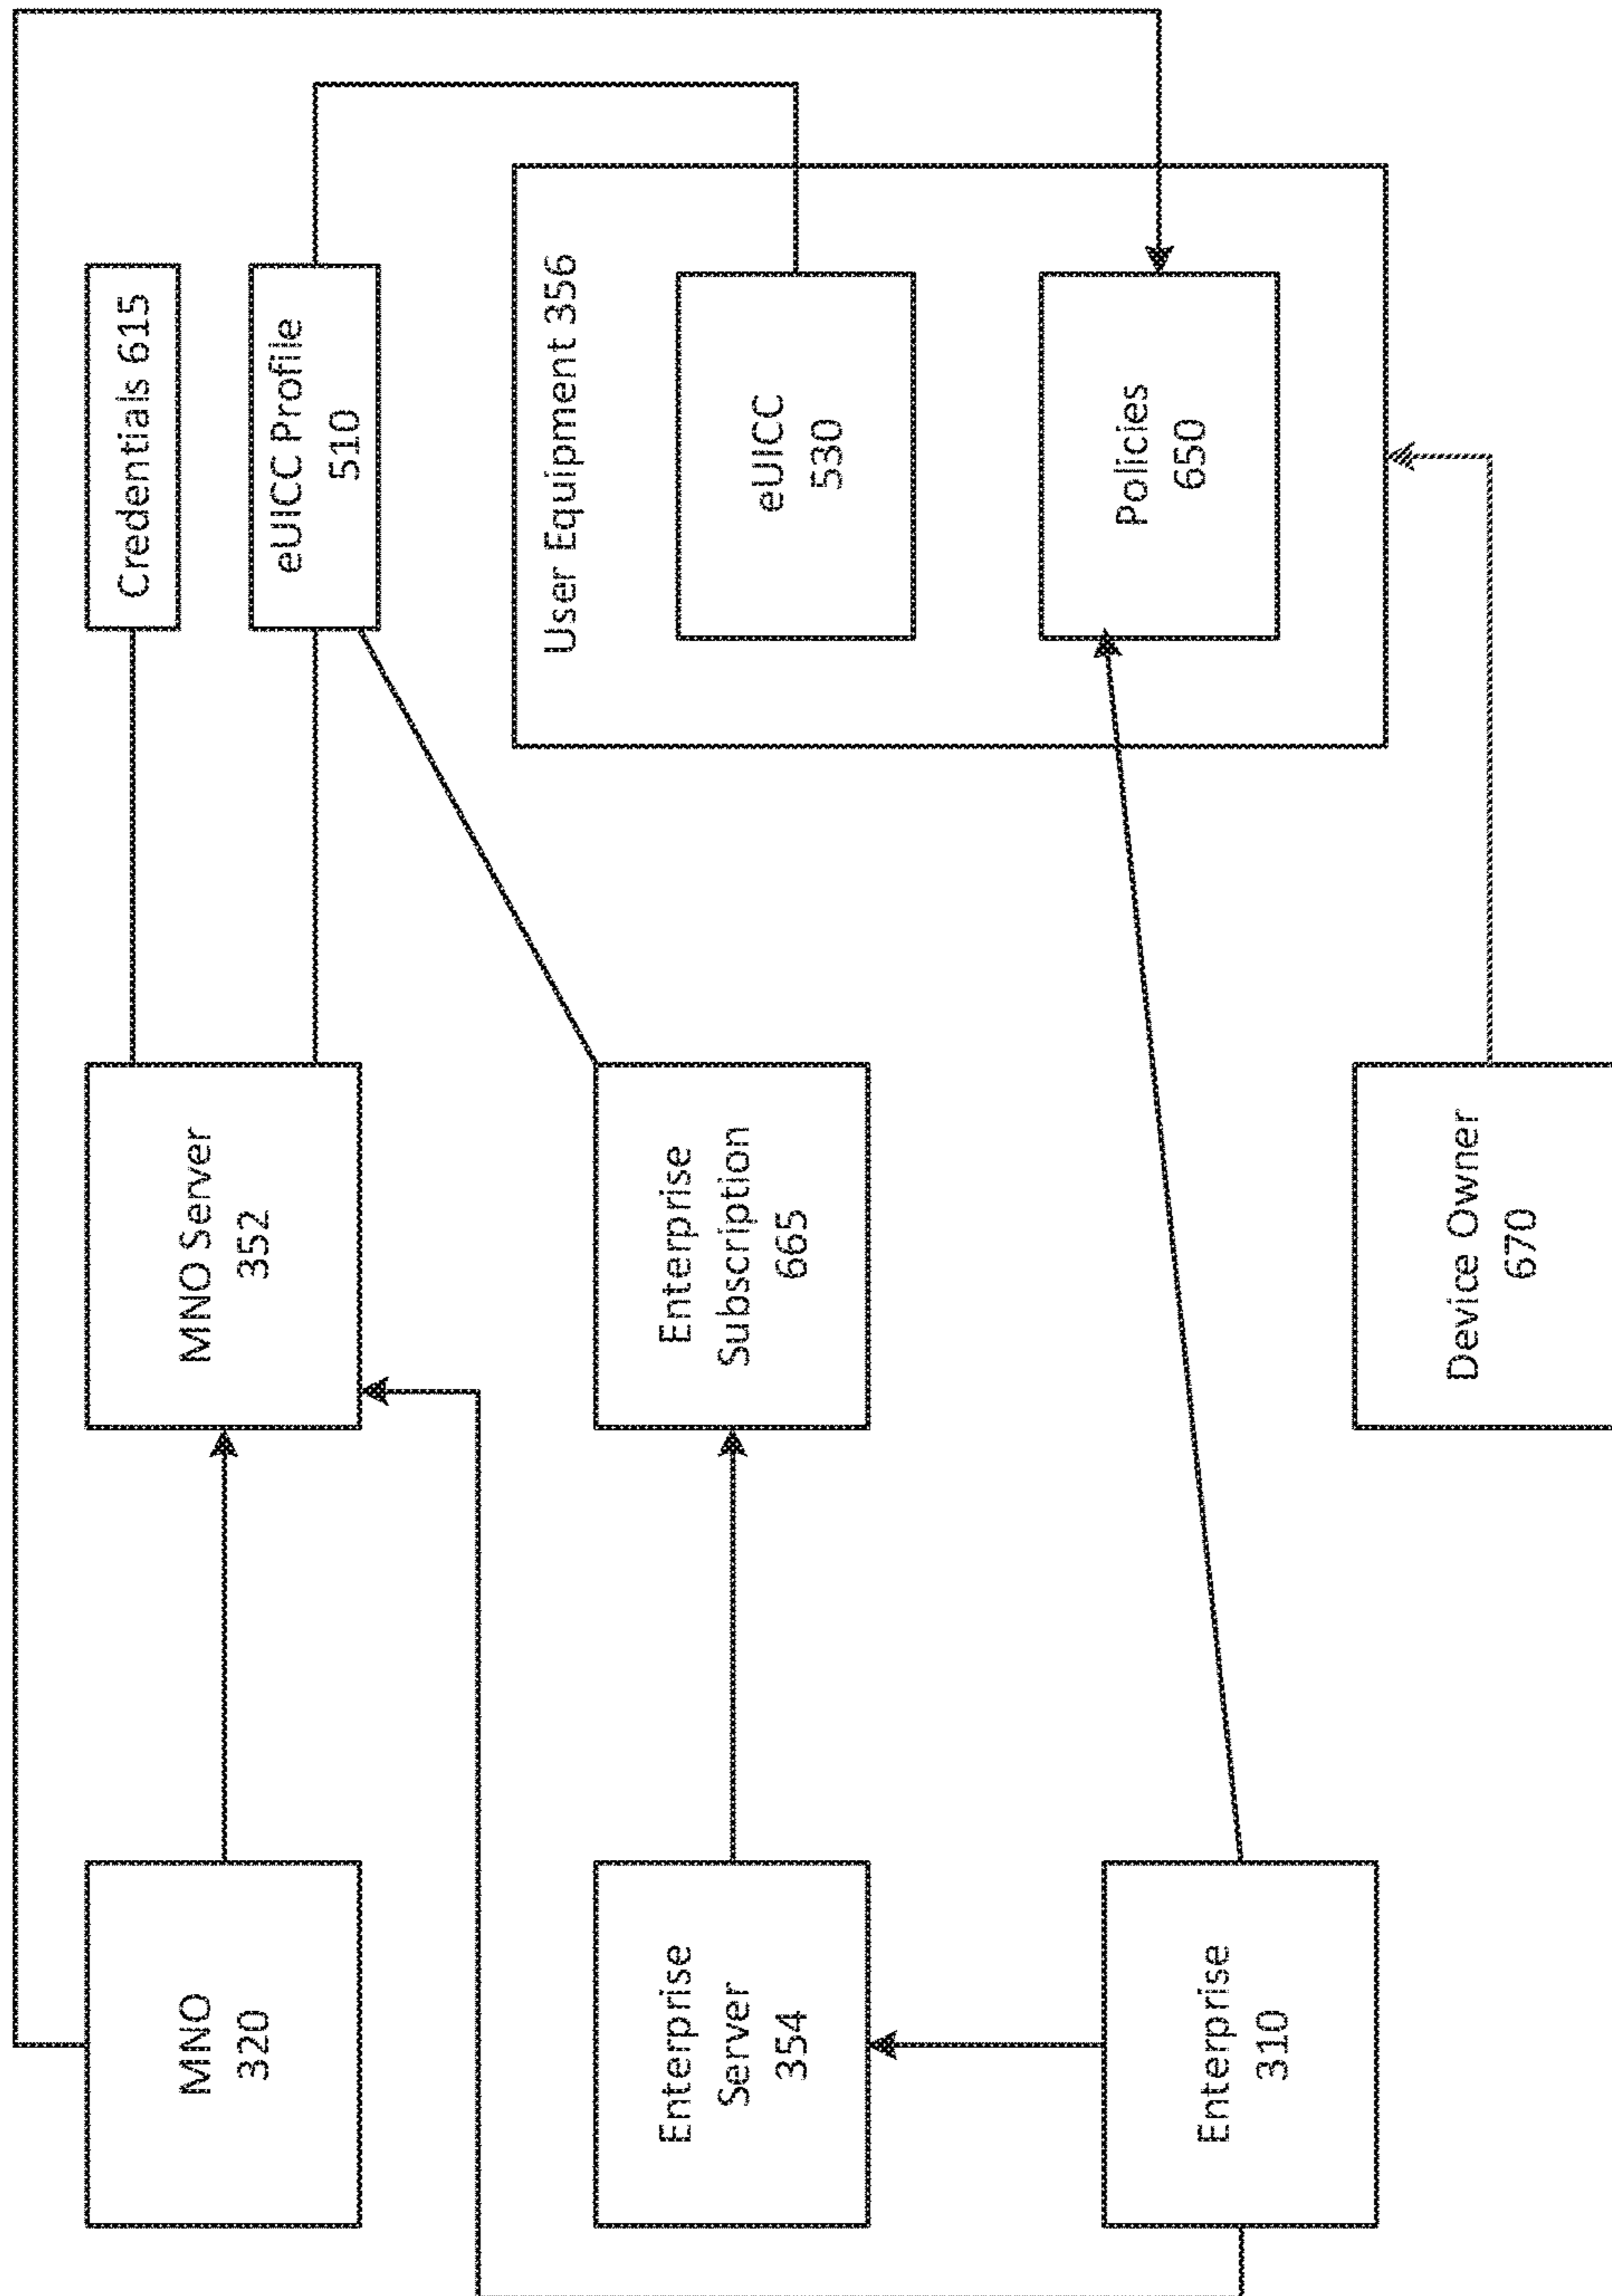 MNO
320
MNO Server
352
Credentials 615
eUICC Profile
510
Enterprise
Server
354
Enterprise
Subscription
665
User Equipment 356
eUICC
530
Policies
650
Enterprise
310
Device Owner
670